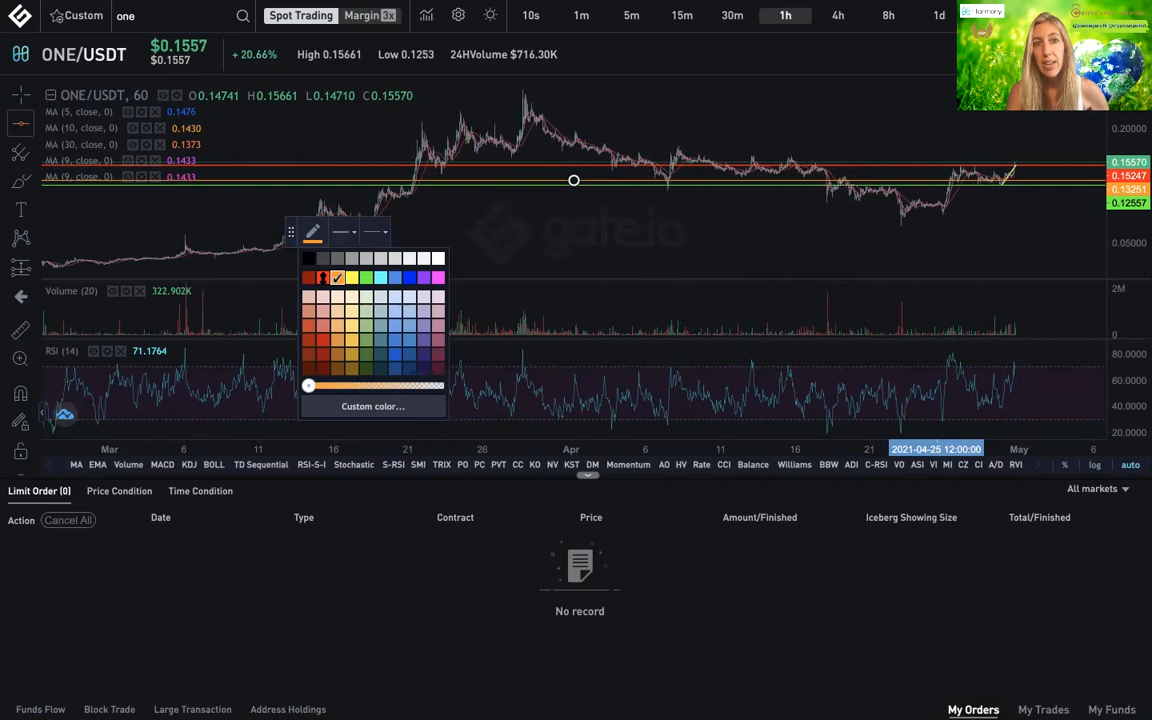 Custom
one
Spot Trading Margin 3x
10s 1m 5m 15m 30m 1h 4h 8h 1d
Harmony
ONE/USDT $0.1557
$0.1557
+ 20.66% High 0.15661 Low 0.1253 24HVolume $716.30K
ONE/USDT, 60 O0.14741 H0.15661 L0.14710 C0.15570
MA (5, close, 0) 0.1476
MA (10, close, 0) 0.1430
MA (30, close, 0) 0.1373
MA (9, close, 0) 0.1433
MA (9, close, 0) 0.1433
0.20000
0.15570
0.15247
0.13251
0.12557
0.05000
gate.io
Volume (20) 322.902K
2M
0
RSI (14) 71.1764
80.0000
60.0000
40.0000
20.0000
Custom color...
Mar 6 11 16 21 26 Apr 6 11 16 21 2021-04-25 12:00:00 May 6
MA EMA Volume MACD KDJ BOLL TD Sequential RSI-S-I Stochastic S-RSI SMI TRIX PO PC PVT CC KO NV KST DM Momentum AO HV Rate CCI Balance Williams BBW ADI C-RSI VO ASI VI MI CZ CI A/D RVI % log auto
Limit Order (0) Price Condition Time Condition All markets
Action Cancel All Date Type Contract Price Amount/Finished Iceberg Showing Size Total/Finished
No record
Funds Flow Block Trade Large Transaction Address Holdings My Orders My Trades My Funds